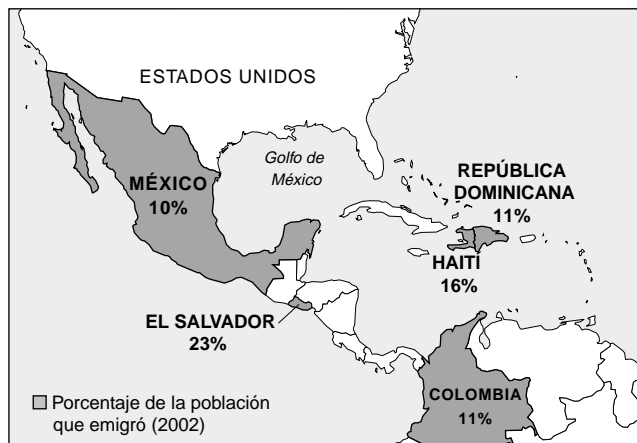 ESTADOS UNIDOS
Golfo de
México
MÉXICO
10%
REPÚBLICA
DOMINICANA
11%
HAITÍ
16%
EL SALVADOR
23%
COLOMBIA
11%
Porcentaje de la población
que emigró (2002)